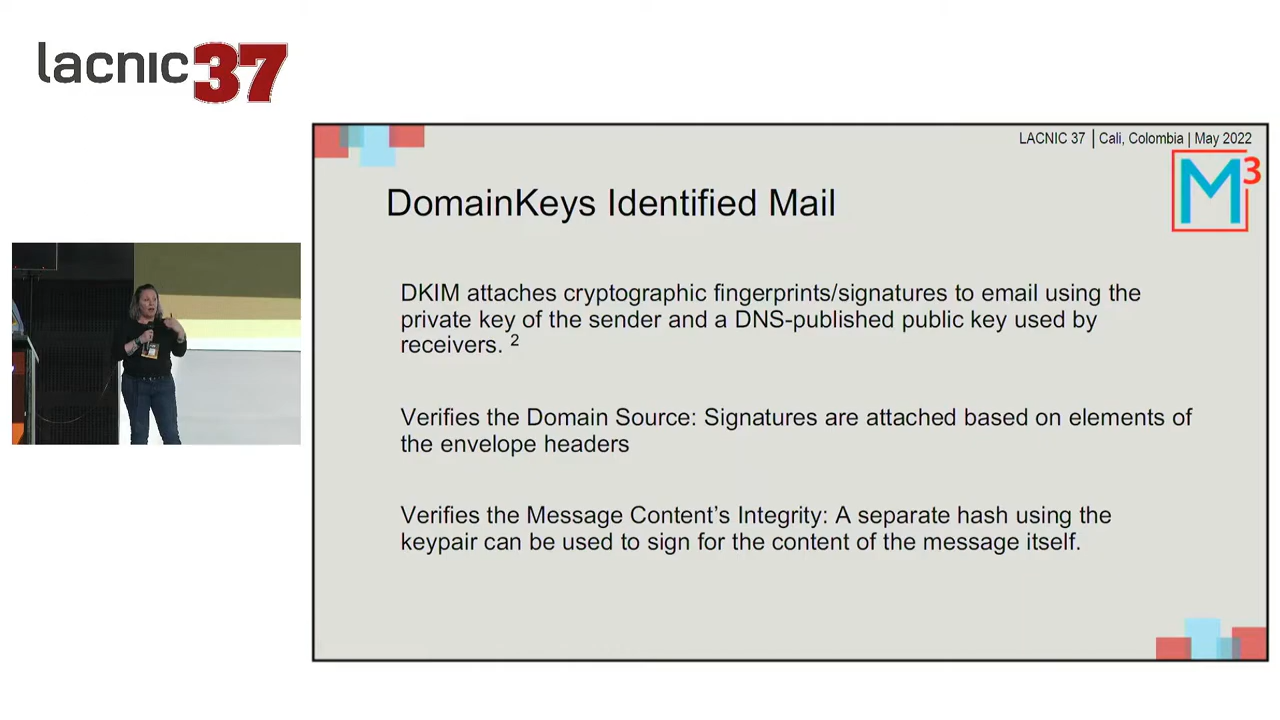 lacnic37
LACNIC 37 | Cali, Colombia | May 2022
M3
DomainKeys Identified Mail
DKIM attaches cryptographic fingerprints/signatures to email using the
private key of the sender and a DNS-published public key used by
receivers. 2
Verifies the Domain Source: Signatures are attached based on elements of
the envelope headers
Verifies the Message Content’s Integrity: A separate hash using the
keypair can be used to sign for the content of the message itself.